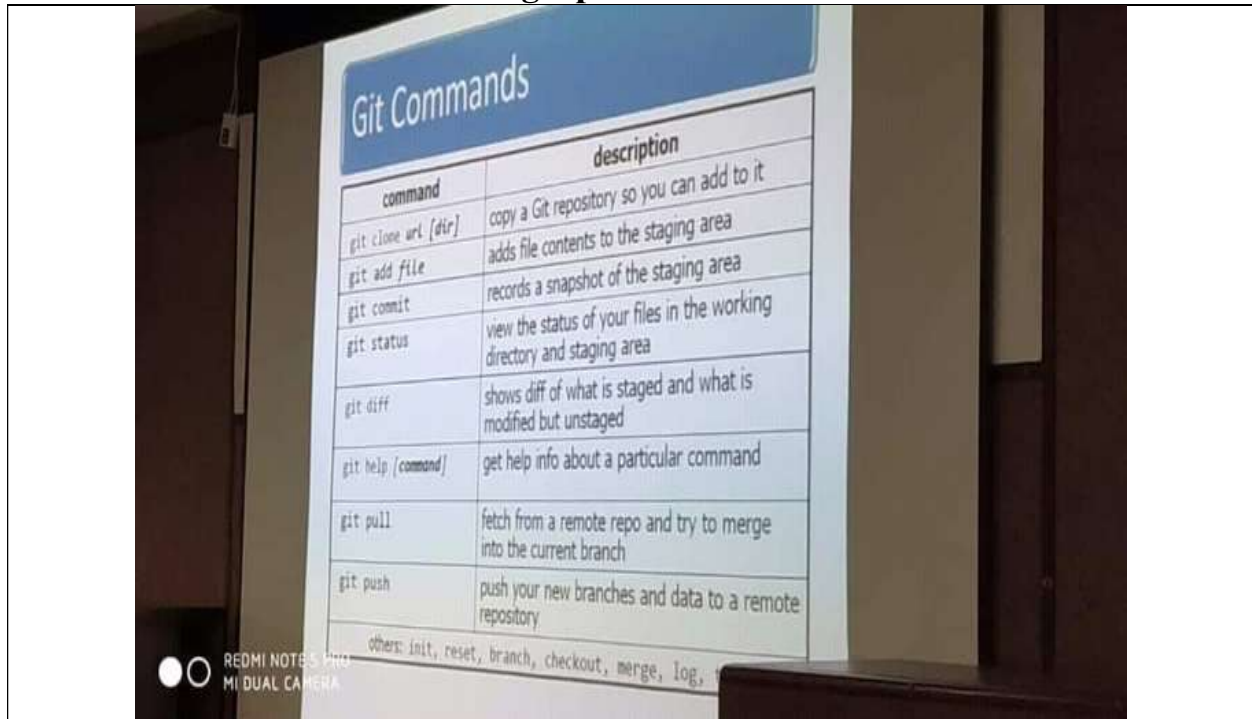 Git Commands
command description
git clone url [dir] copy a Git repository so you can add to it
git add file adds file contents to the staging area
git commit records a snapshot of the staging area
git status view the status of your files in the working
directory and staging area
git diff shows diff of what is staged and what is
modified but unstaged
git help [command] get help info about a particular command
git pull fetch from a remote repo and try to merge
into the current branch
git push push your new branches and data to a remote
repository
others: init, reset, branch, checkout, merge, log,
REDMI NOTE 5 PRO
MI DUAL CAMERA